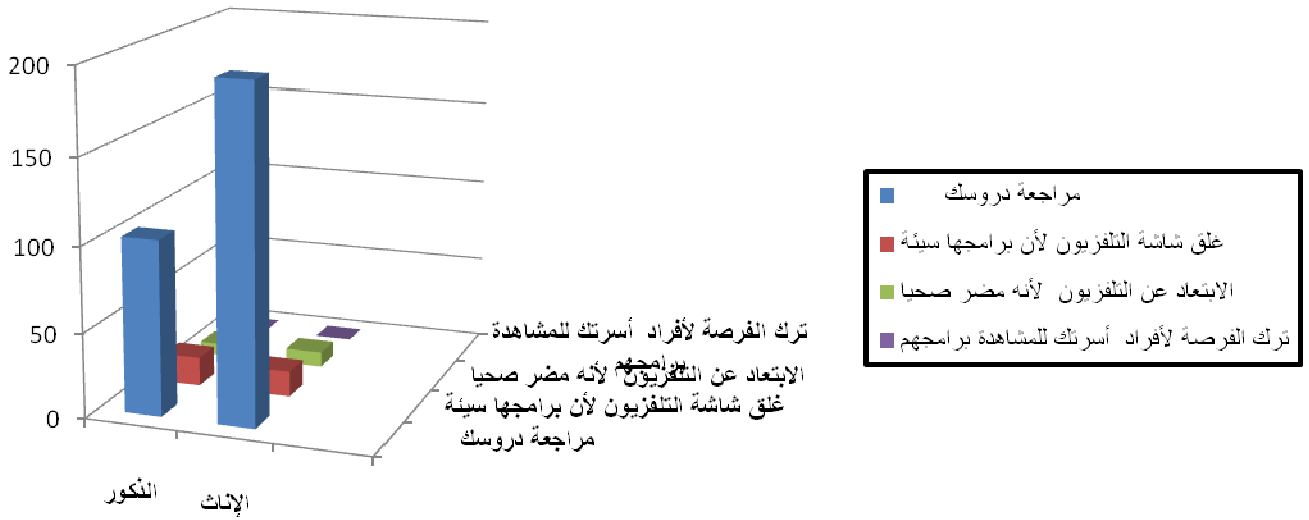 200
150
100
50
0
الذكور
الإناث
ترك الفرصة لأفراد أسرتك للمشاهدة
برامجهم
الابتعاد عن التلفزيون لأنه مضر صحيا
غلق شاشة التلفزيون لأن برامجها سيئة
مراجعة دروسك
مراجعة دروسك
غلق شاشة التلفزيون لأن برامجها سيئة
الابتعاد عن التلفزيون لأنه مضر صحيا
ترك الفرصة لأفراد أسرتك للمشاهدة برامجهم